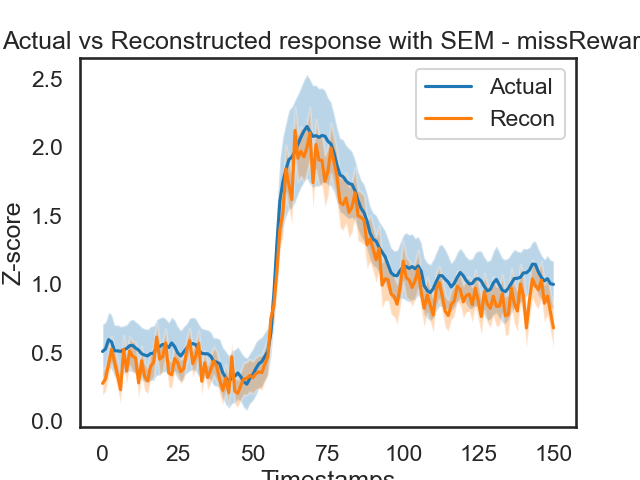 Actual vs Reconstructed response with SEM - missRewar
Actual
Recon
Z-score
2.5
2.0
1.5
1.0
0.5
0.0
0 25 50 75 100 125 150
Timestamps